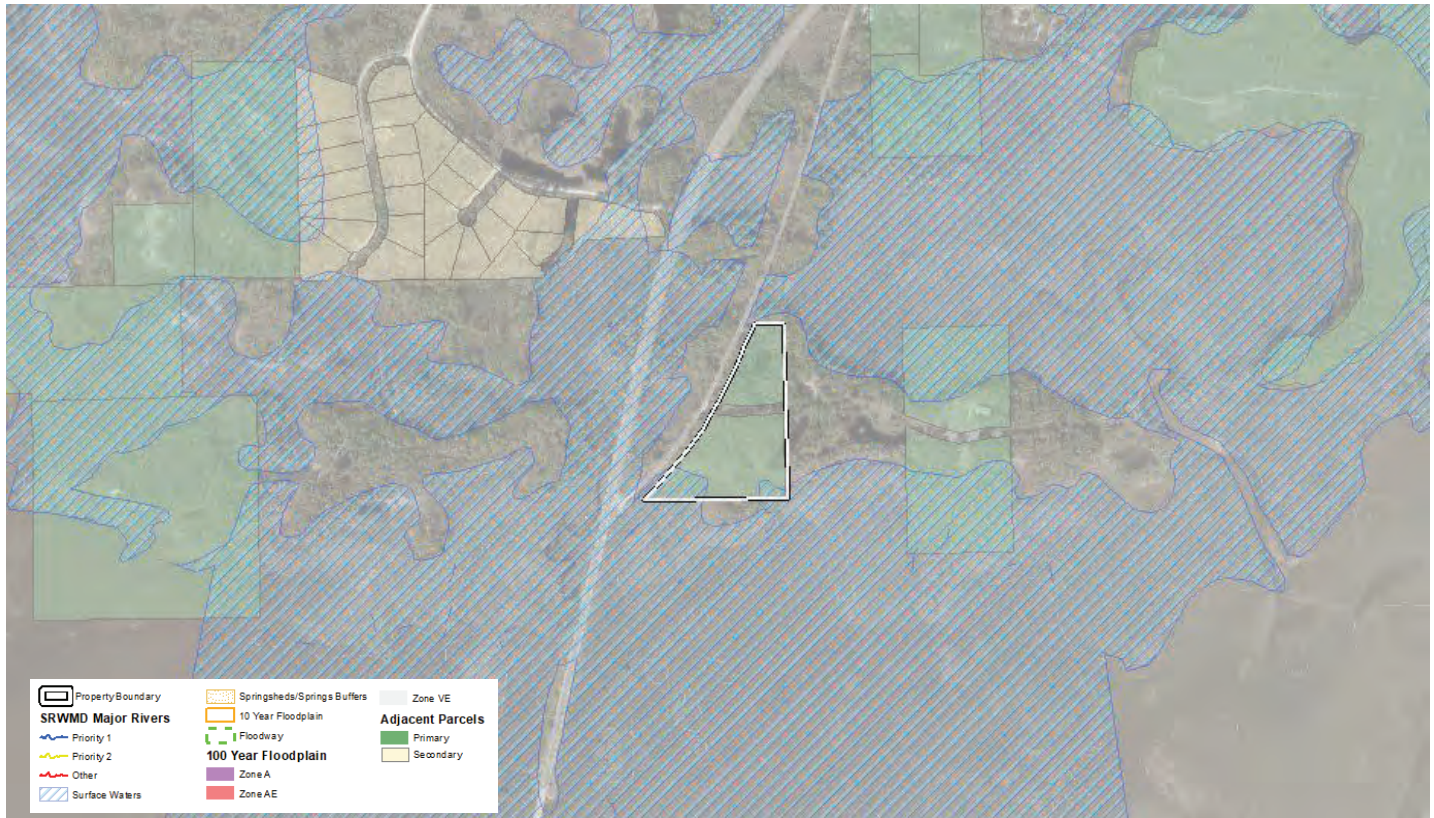 Property Boundary
SRWMD Major Rivers
Priority 1
Priority 2
Other
Surface Waters
Springsheds/Springs Buffers
10 Year Floodplain
Floodway
100 Year Floodplain
Zone A
Zone AE
Zone VE
Adjacent Parcels
Primary
Secondary